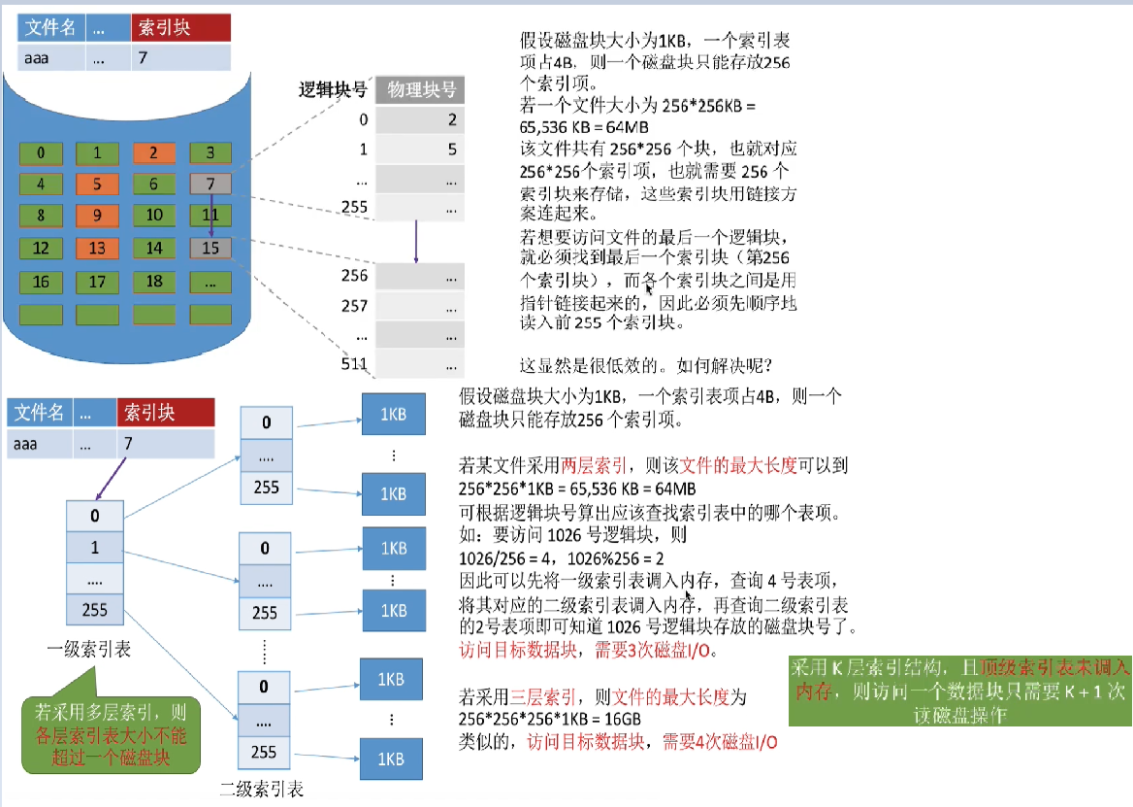 文件名 ... 索引块
aaa ... 7
逻辑块号 物理块号
0 2
1 5
... ...
255 ...
256 ...
257 ...
... ...
511 ...
0 1 2 3
4 5 6 7
8 9 10 11
12 13 14 15
16 17 18 ...
假设磁盘块大小为1KB，一个索引表
项占4B，则一个磁盘块只能存放256
个索引项。
若一个文件大小为 256*256KB =
65,536 KB = 64MB
该文件共有 256*256 个块，也就对应
256*256个索引项，也就需要 256 个
索引块来存储，这些索引块用链接方
案连起来。
若想要访问文件的最后一个逻辑块，
就必须找到最后一个索引块（第256
个索引块），而各个索引块之间是用
指针链接起来的，因此必须先顺序地
读入前 255 个索引块。
这显然是很低效的。如何解决呢？
文件名 ... 索引块
aaa ... 7
0
1
....
255
一级索引表
若采用多层索引，则
各层索引表大小不能
超过一个磁盘块
0
....
255
0
....
255
0
....
255
二级索引表
1KB
1KB
1KB
1KB
1KB
1KB
假设磁盘块大小为1KB，一个索引表项占4B，则一个
磁盘块只能存放256 个索引项。
若某文件采用两层索引，则该文件的最大长度可以到
256*256*1KB = 65,536 KB = 64MB
可根据逻辑块号算出应该查找索引表中的哪个表项。
如：要访问 1026 号逻辑块，则
1026/256 = 4，1026%256 = 2
因此可以先将一级索引表调入内存，查询 4 号表项，
将其对应的二级索引表调入内存，再查询二级索引表
的2号表项即可知道 1026 号逻辑块存放的磁盘块号了。
访问目标数据块，需要3次磁盘I/O。
若采用三层索引，则文件的最大长度为
256*256*256*1KB = 16GB
类似的，访问目标数据块，需要4次磁盘I/O
采用 K 层索引结构，且顶级索引表未调入
内存，则访问一个数据块只需要 K + 1 次
读磁盘操作